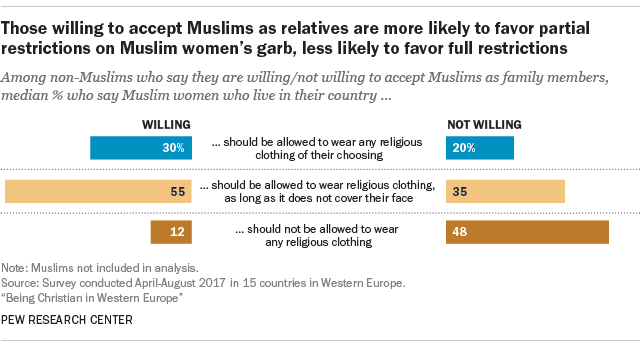 Those willing to accept Muslims as relatives are more likely to favor partial
restrictions on Muslim women's garb, less likely to favor full restrictions
Among non-Muslims who say they are willing/not willing to accept Muslims as family members,
median % who say Muslim women who live in their country ...
WILLING
NOT WILLING
30%
... should be allowed to wear any religious
clothing of their choosing
20%
55
... should be allowed to wear religious clothing,
as long as it does not cover their face
35
12
... should not be allowed to wear
any religious clothing
48
Note: Muslims not included in analysis.
Source: Survey conducted April-August 2017 in 15 countries in Western Europe.
“Being Christian in Western Europe”
PEW RESEARCH CENTER